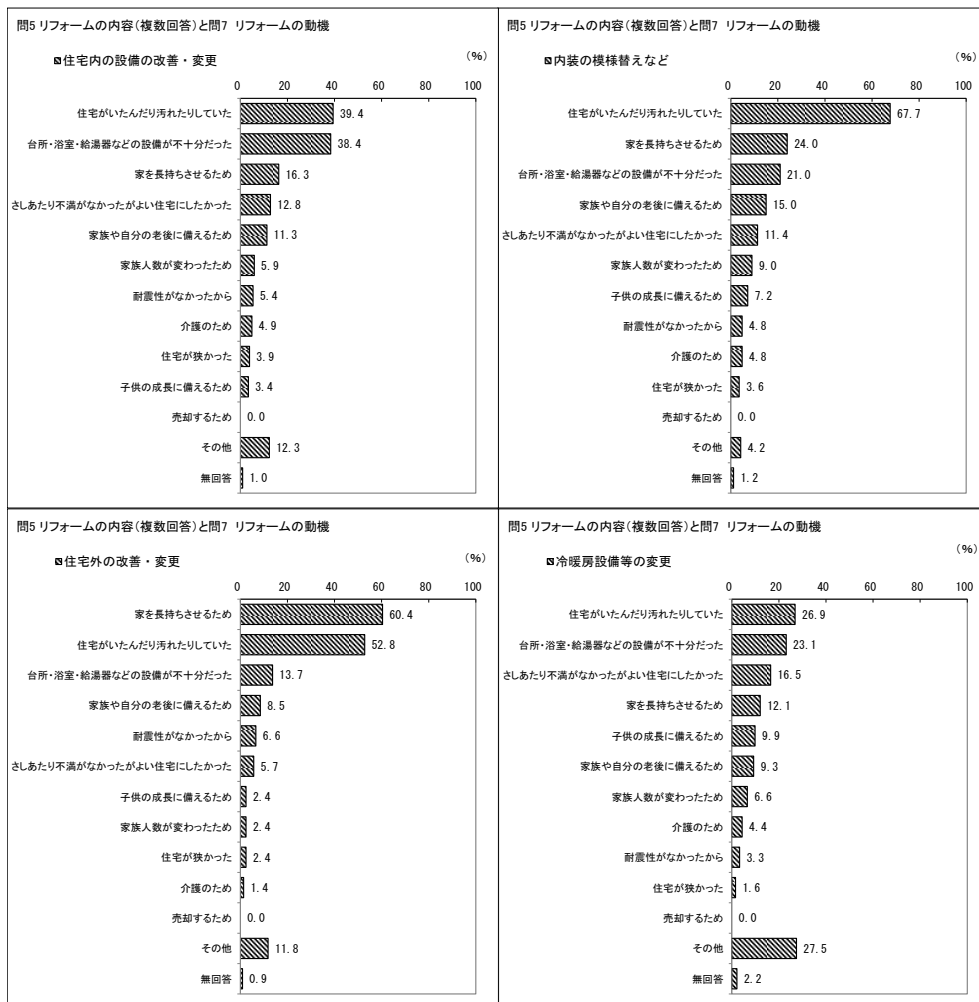 問5 リフォームの内容(複数回答)と問7 リフォームの動機
住宅内の設備の改善・変更
(%)
0 20 40 60 80 100
住宅がいたんだり汚れたりしていた 39.4
台所・浴室・給湯器などの設備が不十分だった 38.4
家を長持ちさせるため 16.3
さしあたり不満がなかったがよい住宅にしたかった 12.8
家族や自分の老後に備えるため 11.3
家族人数が変わったため 5.9
耐震性がなかったから 5.4
介護のため 4.9
住宅が狭かった 3.9
子供の成長に備えるため 3.4
売却するため 0.0
その他 12.3
無回答 1.0
問5 リフォームの内容(複数回答)と問7 リフォームの動機
内装の模様替えなど
(%)
0 20 40 60 80 100
住宅がいたんだり汚れたりしていた 67.7
家を長持ちさせるため 24.0
台所・浴室・給湯器などの設備が不十分だった 21.0
家族や自分の老後に備えるため 15.0
さしあたり不満がなかったがよい住宅にしたかった 11.4
家族人数が変わったため 9.0
子供の成長に備えるため 7.2
耐震性がなかったから 4.8
介護のため 4.8
住宅が狭かった 3.6
売却するため 0.0
その他 4.2
無回答 1.2
問5 リフォームの内容(複数回答)と問7 リフォームの動機
住宅外の改善・変更
(%)
0 20 40 60 80 100
家を長持ちさせるため 60.4
住宅がいたんだり汚れたりしていた 52.8
台所・浴室・給湯器などの設備が不十分だった 13.7
家族や自分の老後に備えるため 8.5
耐震性がなかったから 6.6
さしあたり不満がなかったがよい住宅にしたかった 5.7
子供の成長に備えるため 2.4
家族人数が変わったため 2.4
住宅が狭かった 2.4
介護のため 1.4
売却するため 0.0
その他 11.8
無回答 0.9
問5 リフォームの内容(複数回答)と問7 リフォームの動機
冷暖房設備等の変更
(%)
0 20 40 60 80 100
住宅がいたんだり汚れたりしていた 26.9
台所・浴室・給湯器などの設備が不十分だった 23.1
さしあたり不満がなかったがよい住宅にしたかった 16.5
家を長持ちさせるため 12.1
子供の成長に備えるため 9.9
家族や自分の老後に備えるため 9.3
家族人数が変わったため 6.6
介護のため 4.4
耐震性がなかったから 3.3
住宅が狭かった 1.6
売却するため 0.0
その他 27.5
無回答 2.2